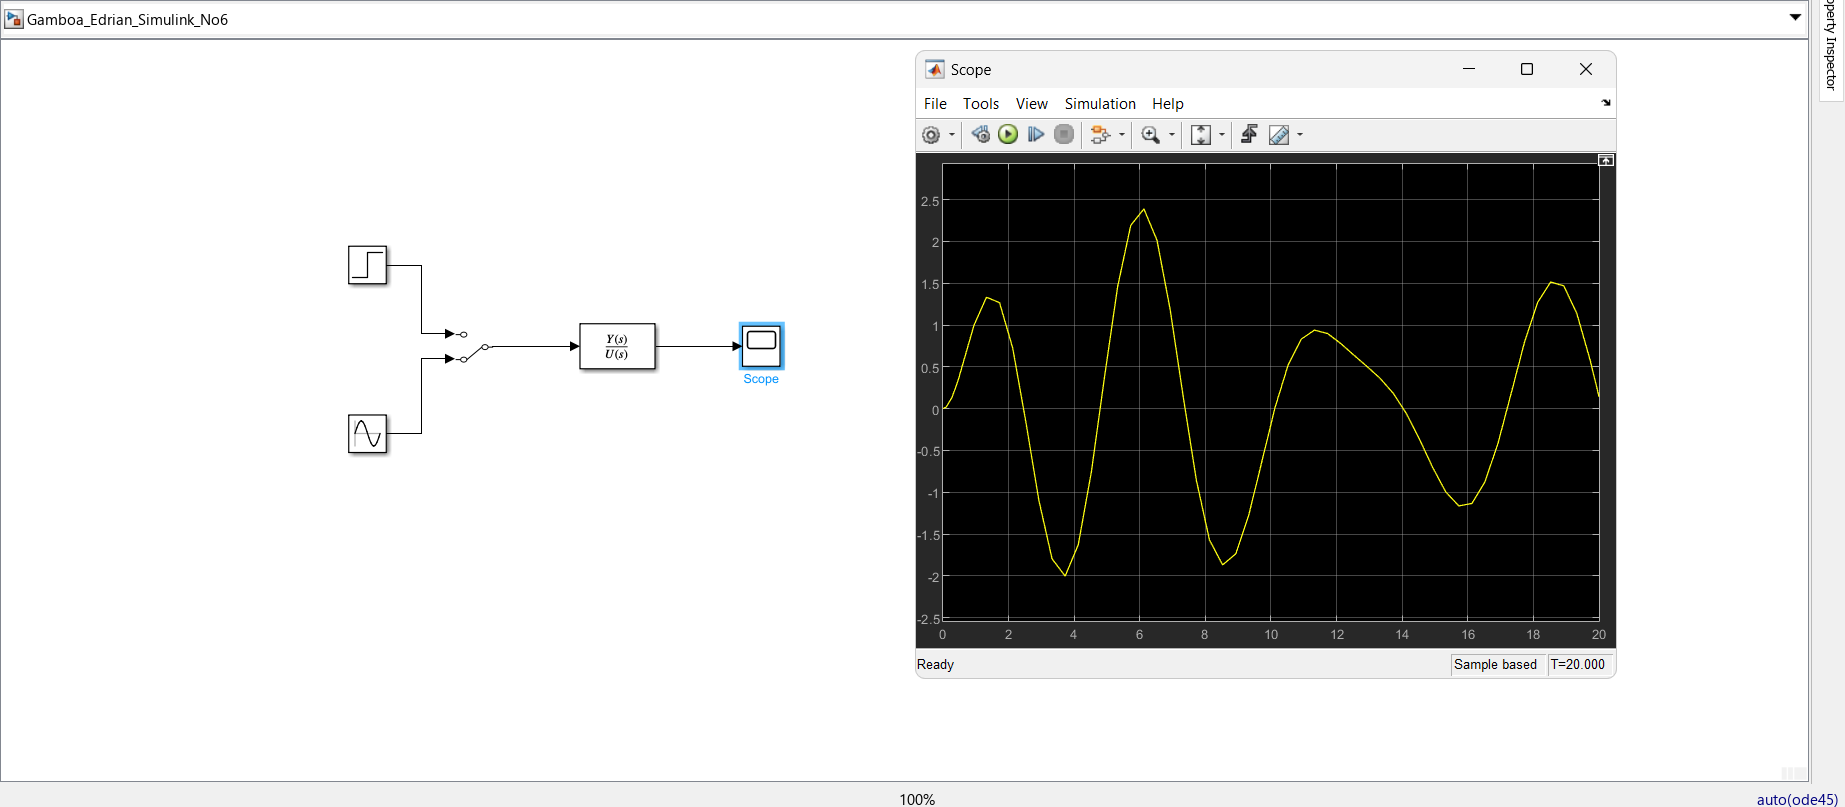 Gamboa_Edrian_Simulink_No6
operty Inspector
Scope
File Tools View Simulation Help
2.5
2
1.5
1
0.5
0
-0.5
-1
-1.5
-2
-2.5
0 2 4 6 8 10 12 14 16 18 20
Ready
Sample based T=20.000
Y(s)
U(s)
Scope
100%
auto(ode45)